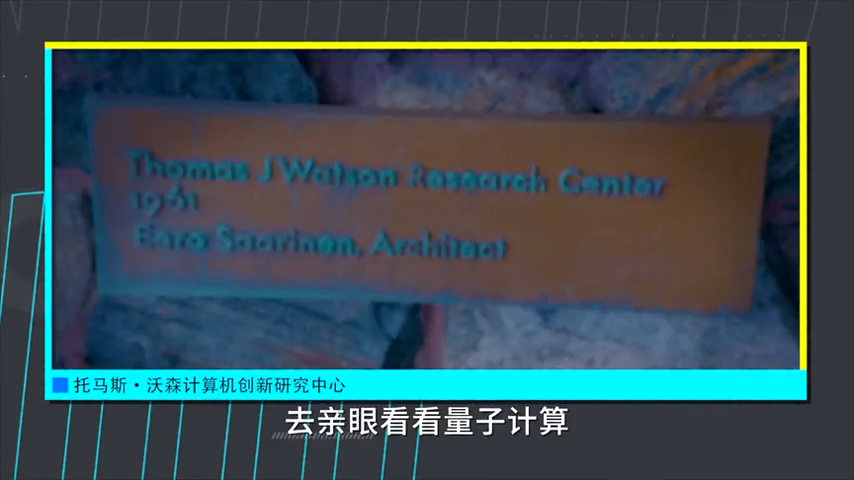 Thomas J Watson Research Center
1961
Eero Saarinen, Architect
托马斯·沃森计算机创新研究中心
去亲眼看看量子计算